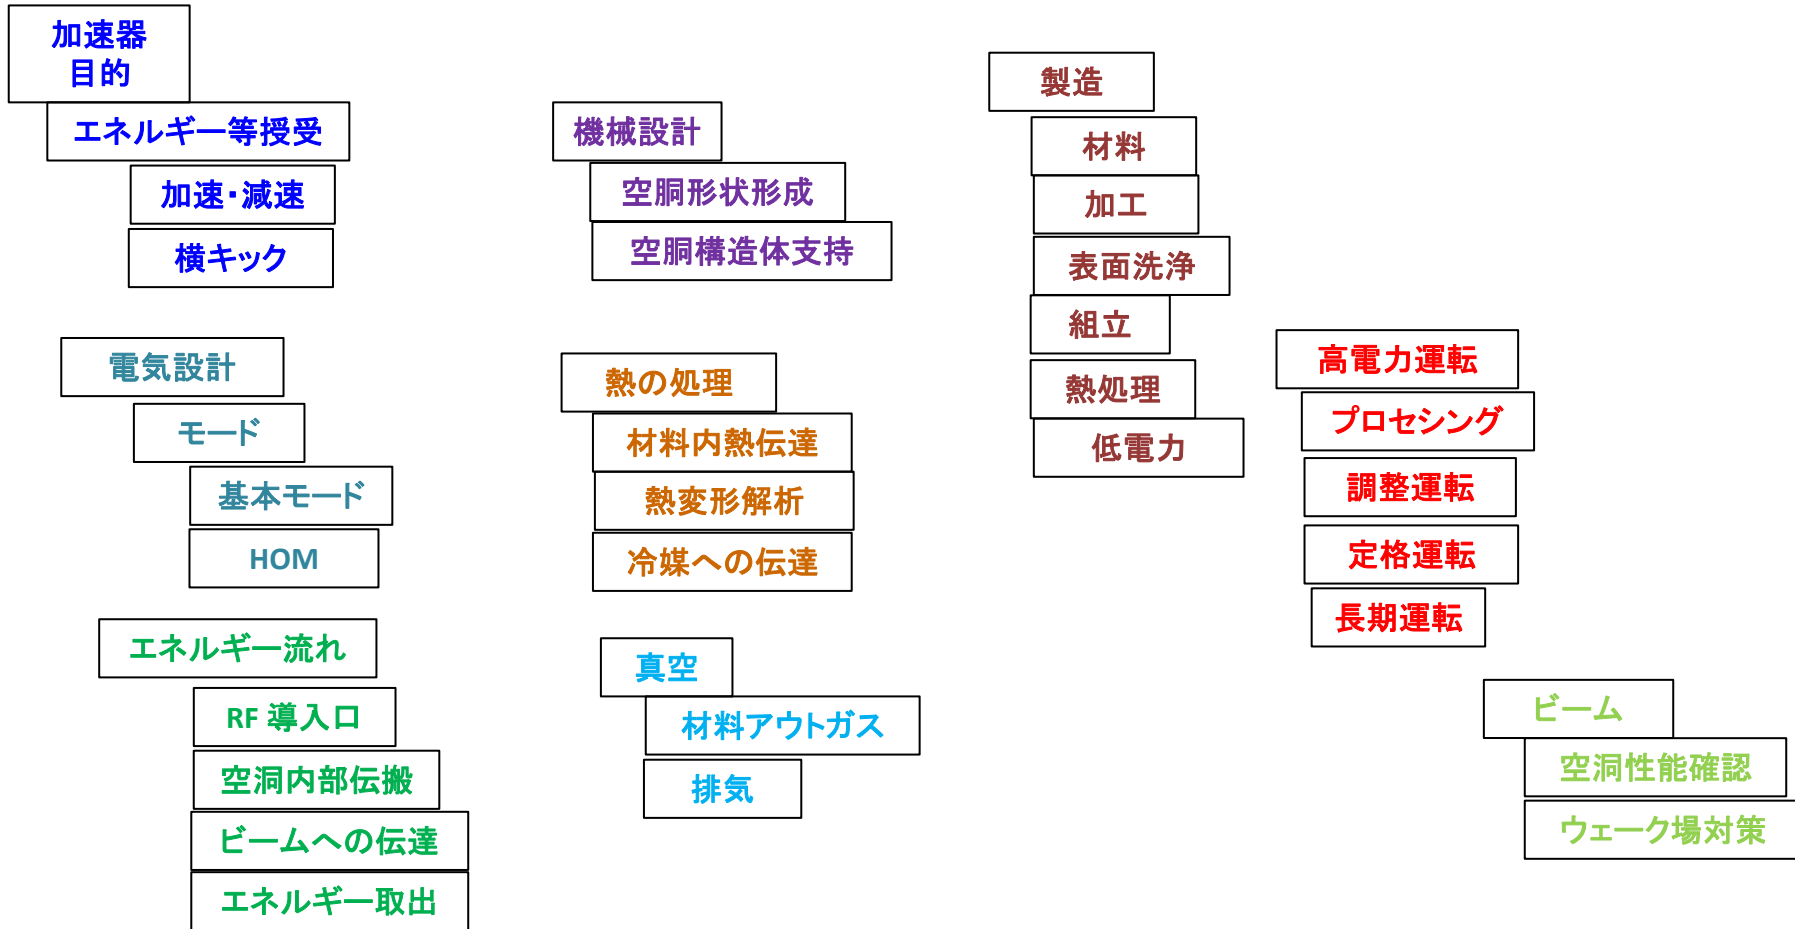 加速器
目的
エネルギー等授受
加速・減速
横キック
電気設計
モード
基本モード
HOM
エネルギー流れ
RF 導入口
空洞内部伝搬
ビームへの伝達
エネルギー取出
機械設計
空胴形状形成
空胴構造体支持
熱の処理
材料内熱伝達
熱変形解析
冷媒への伝達
真空
材料アウトガス
排気
製造
材料
加工
表面洗浄
組立
熱処理
低電力
高電力運転
プロセシング
調整運転
定格運転
長期運転
ビーム
空洞性能確認
ウェーク場対策